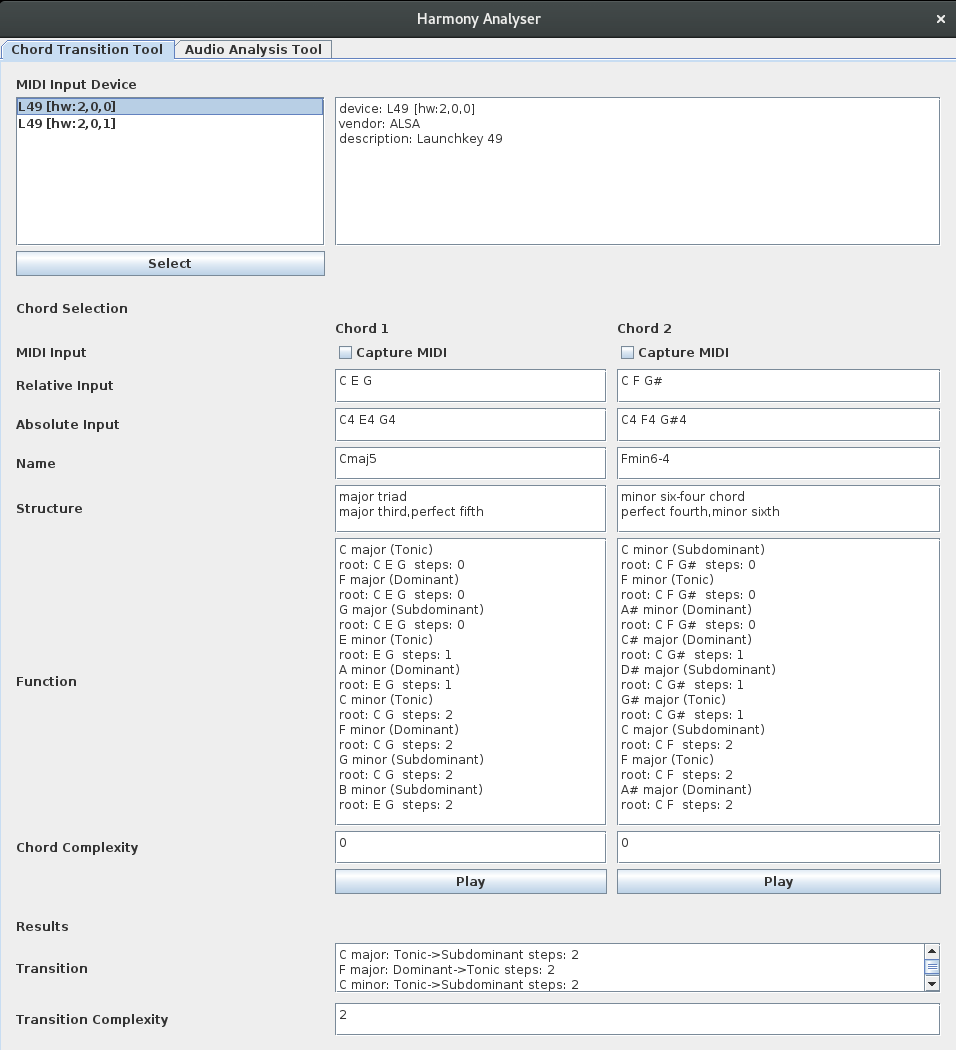 Harmony Analyser
×
Chord Transition Tool
Audio Analysis Tool
MIDI Input Device
L49 [hw:2,0,0]
L49 [hw:2,0,1]
device: L49 [hw:2,0,0]
vendor: ALSA
description: Launchkey 49
Select
Chord Selection
Chord 1
Chord 2
MIDI Input
Capture MIDI
Capture MIDI
Relative Input
C E G
C F G#
Absolute Input
C4 E4 G4
C4 F4 G#4
Name
Cmaj5
Fmin6-4
Structure
major triad
major third,perfect fifth
minor six-four chord
perfect fourth,minor sixth
Function
C major (Tonic)
root: C E G  steps: 0
F major (Dominant)
root: C E G  steps: 0
G major (Subdominant)
root: C E G  steps: 0
E minor (Tonic)
root: E G  steps: 1
A minor (Dominant)
root: E G  steps: 1
C minor (Tonic)
root: C G  steps: 2
F minor (Dominant)
root: C G  steps: 2
G minor (Subdominant)
root: C G  steps: 2
B minor (Subdominant)
root: E G  steps: 2
C minor (Subdominant)
root: C F G#  steps: 0
F minor (Tonic)
root: C F G#  steps: 0
A# minor (Dominant)
root: C F G#  steps: 0
C# major (Dominant)
root: C G#  steps: 1
D# major (Subdominant)
root: C G#  steps: 1
G# major (Tonic)
root: C G#  steps: 1
C major (Subdominant)
root: C F  steps: 2
F major (Tonic)
root: C F  steps: 2
A# major (Dominant)
root: C F  steps: 2
Chord Complexity
0
0
Play
Play
Results
Transition
C major: Tonic->Subdominant steps: 2
F major: Dominant->Tonic steps: 2
C minor: Tonic->Subdominant steps: 2
Transition Complexity
2